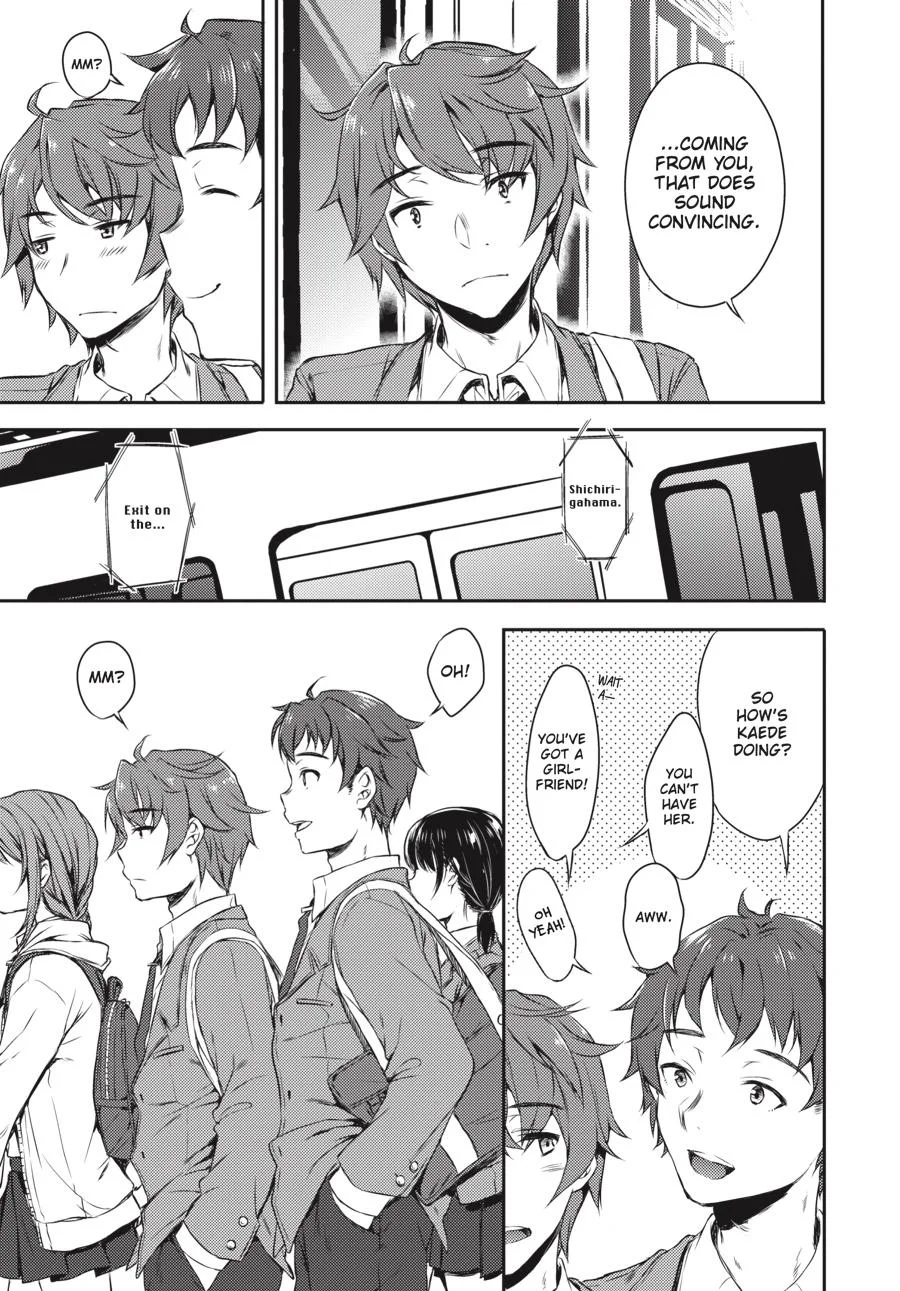 ...COMING
FROM YOU,
THAT DOES
SOUND
CONVINCING.
MM?
Shichiri-
gahama.
Exit on
the...
SO
HOW'S
KAEDE
DOING?
YOU
CAN'T
HAVE
HER.
AWW.
WAIT
A—
YOU'VE
GOT A
GIRL-
FRIEND!
OH
YEAH!
OH!
MM?